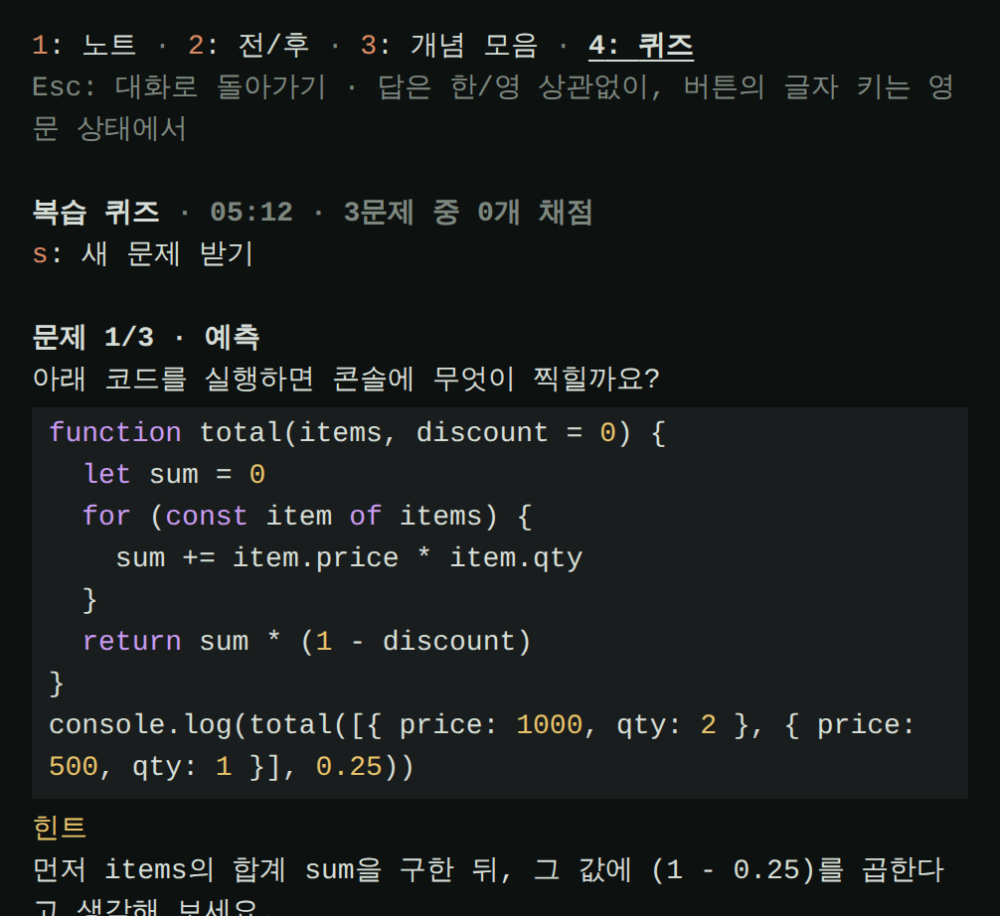 1: 노트 · 2: 전/후 · 3: 개념 모음 · 4: 퀴즈
Esc: 대화로 돌아가기 · 답은 한/영 상관없이, 버튼의 글자 키는 영
문 상태에서
복습 퀴즈 · 05:12 · 3문제 중 0개 채점
s: 새 문제 받기
문제 1/3 · 예측
아래 코드를 실행하면 콘솔에 무엇이 찍힐까요?
function total(items, discount = 0) {
  let sum = 0
  for (const item of items) {
    sum += item.price * item.qty
  }
  return sum * (1 - discount)
}
console.log(total([{ price: 1000, qty: 2 }, { price:
500, qty: 1 }], 0.25))
힌트
먼저 items의 합계 sum을 구한 뒤, 그 값에 (1 - 0.25)를 곱한다
고 생각해 보세요.